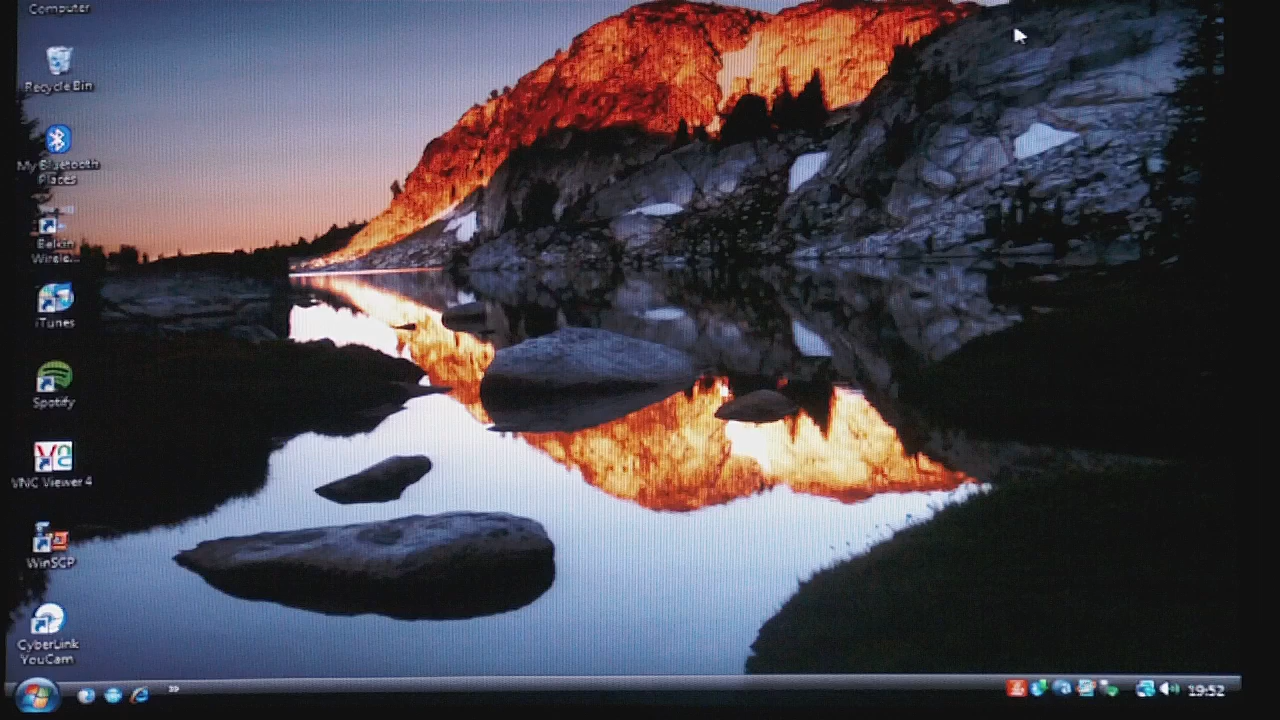 Computer
Recycle Bin
My Bluetooth
Places
Belkin
Wirele...
iTunes
Spotify
VNC Viewer 4
WinSCP
CyberLink
YouCam
19:52